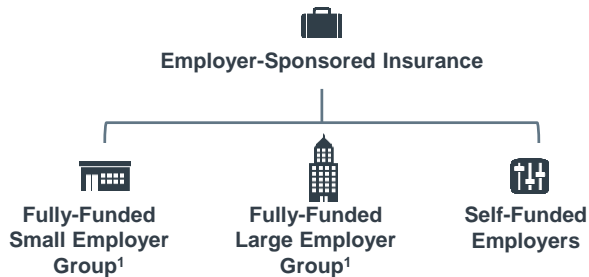 Employer-Sponsored Insurance
Fully-Funded
Small Employer
Group¹
Fully-Funded
Large Employer
Group¹
Self-Funded
Employers